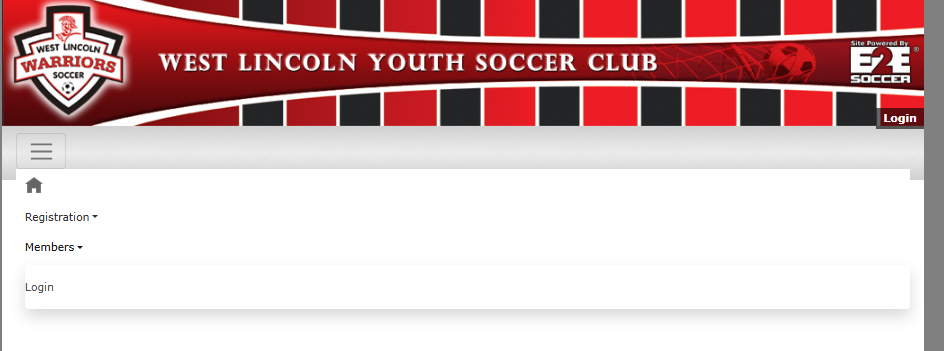 WEST LINCOLN
WARRIORS
SOCCER
WEST LINCOLN YOUTH SOCCER CLUB
Site Powered By
E2E
SOCCER
®
Login
Registration
Members
Login